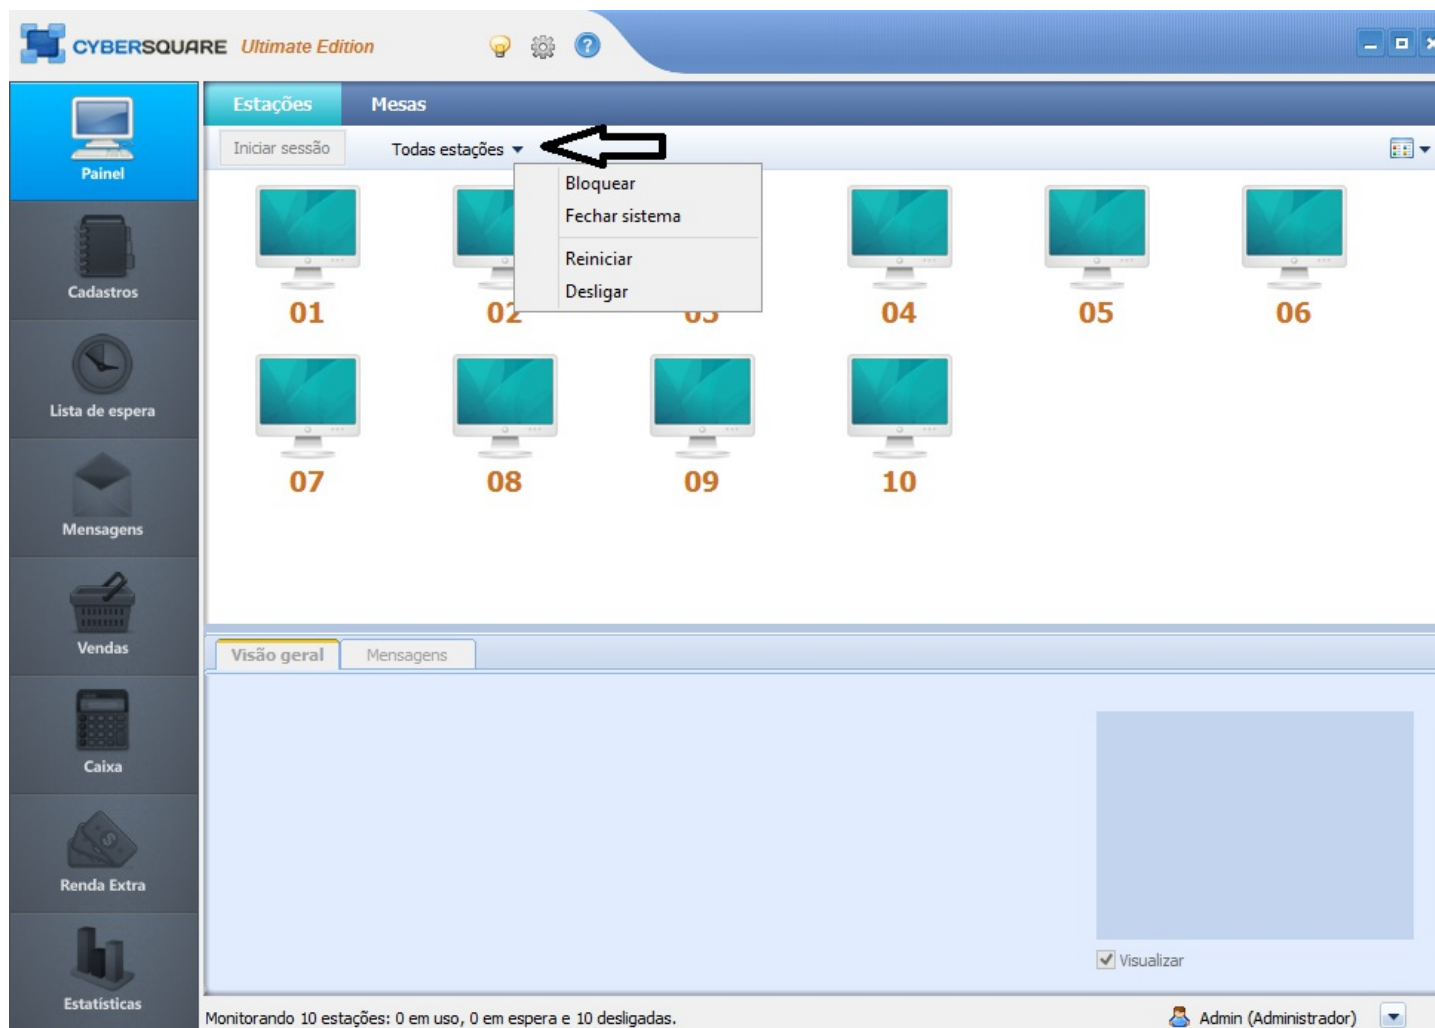 CYBERSQUARE Ultimate Edition
?
Estações Mesas
Iniciar sessão Todas estações
Bloquear
Fechar sistema
Reiniciar
Desligar
Painel
Cadastros
Lista de espera
Mensagens
Vendas
Caixa
Renda Extra
Estatísticas
01 02 03 04 05 06
07 08 09 10
Visão geral Mensagens
Visualizar
Monitorando 10 estações: 0 em uso, 0 em espera e 10 desligadas. Admin (Administrador)